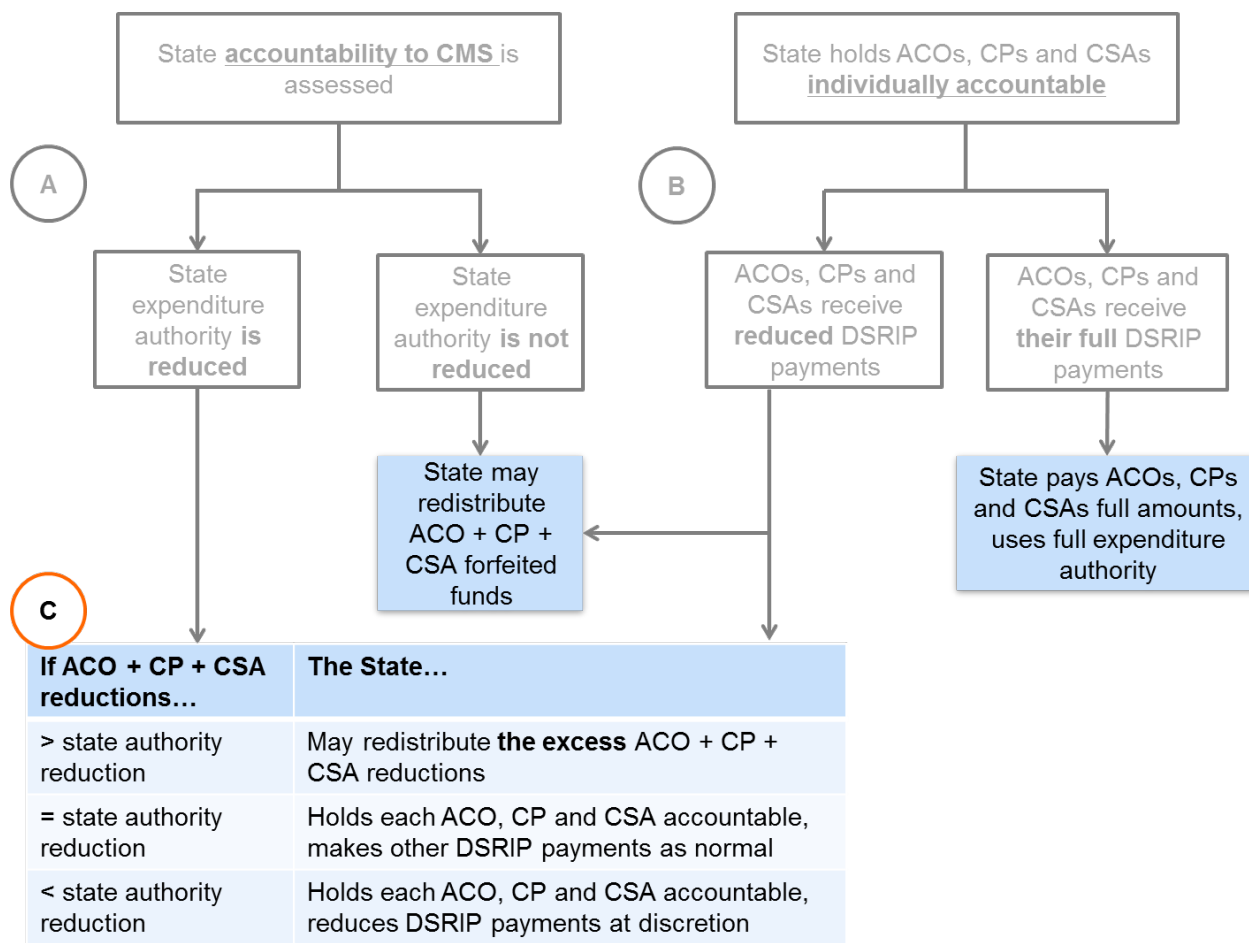 State accountability to CMS is
assessed
State holds ACOs, CPs and CSAs
individually accountable
A
B
State
expenditure
authority is
reduced
State
expenditure
authority is not
reduced
ACOs, CPs and
CSAs receive
reduced DSRIP
payments
ACOs, CPs and
CSAs receive
their full DSRIP
payments
State may
redistribute
ACO + CP +
CSA forfeited
funds
State pays ACOs, CPs
and CSAs full amounts,
uses full expenditure
authority
C
If ACO + CP + CSA
reductions…
The State…
> state authority
reduction
May redistribute the excess ACO + CP +
CSA reductions
= state authority
reduction
Holds each ACO, CP and CSA accountable,
makes other DSRIP payments as normal
< state authority
reduction
Holds each ACO, CP and CSA accountable,
reduces DSRIP payments at discretion